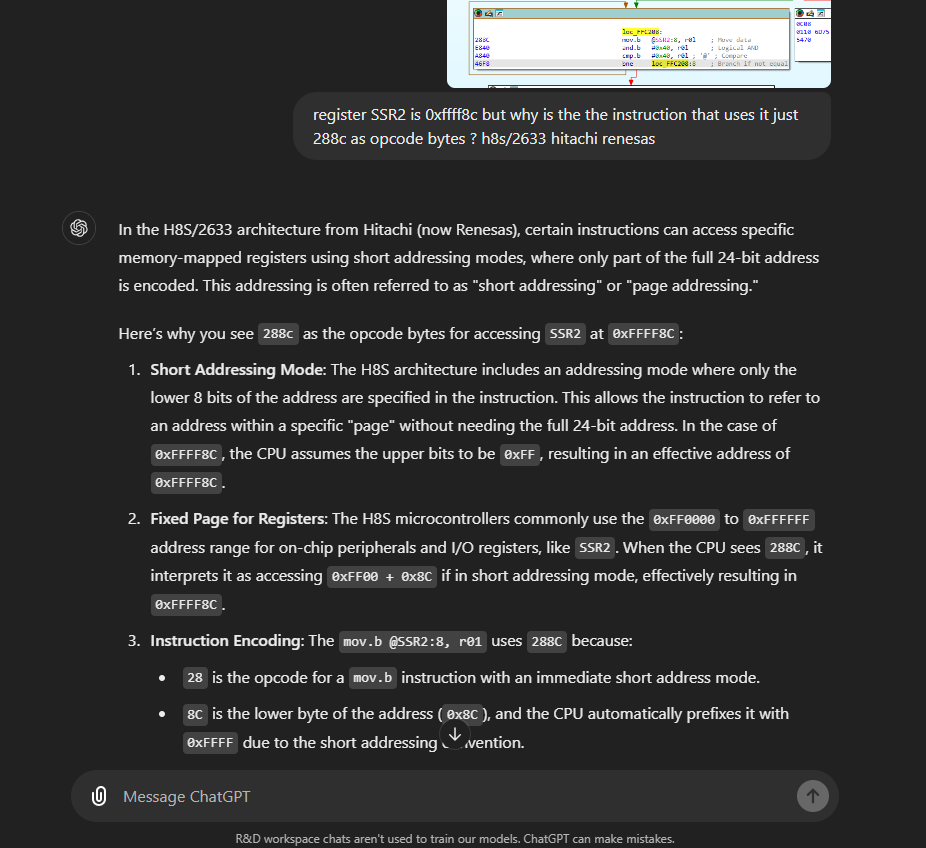 loc_FFC208:
288C mov.b @SSR2:8, r0l ; Move data
E840 and.b #0x40, r0l ; Logical AND
A840 cmp.b #0x40, r0l ; '@' ; Compare
46F8 bne loc_FFC208:8 ; Branch if not equal
0C08
0110 6D75
5470
register SSR2 is 0xffff8c but why is the the instruction that uses it just
288c as opcode bytes ? h8s/2633 hitachi renesas
In the H8S/2633 architecture from Hitachi (now Renesas), certain instructions can access specific
memory-mapped registers using short addressing modes, where only part of the full 24-bit address
is encoded. This addressing is often referred to as "short addressing" or "page addressing."
Here's why you see 288c as the opcode bytes for accessing SSR2 at 0xFFFF8C:
1. Short Addressing Mode: The H8S architecture includes an addressing mode where only the
lower 8 bits of the address are specified in the instruction. This allows the instruction to refer to
an address within a specific "page" without needing the full 24-bit address. In the case of
0xFFFF8C, the CPU assumes the upper bits to be 0xFF, resulting in an effective address of
0xFFFF8C.
2. Fixed Page for Registers: The H8S microcontrollers commonly use the 0xFF0000 to 0xFFFFFF
address range for on-chip peripherals and I/O registers, like SSR2. When the CPU sees 288C, it
interprets it as accessing 0xFF00 + 0x8C if in short addressing mode, effectively resulting in
0xFFFF8C.
3. Instruction Encoding: The mov.b @SSR2:8, r01 uses 288C because:
• 28 is the opcode for a mov.b instruction with an immediate short address mode.
• 8C is the lower byte of the address (0x8C), and the CPU automatically prefixes it with
0xFFFF due to the short addressing
Message ChatGPT
R&D workspace chats aren't used to train our models. ChatGPT can make mistakes.